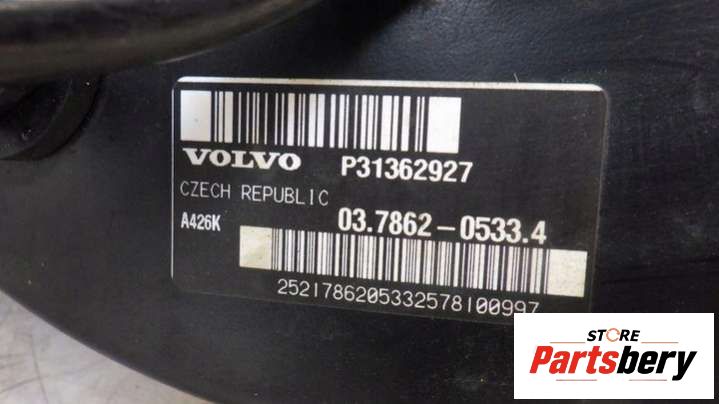 VOLVO P31362927
CZECH REPUBLIC
A426K 03.7862-0533.4
2521786205332578100997
STORE
Partsbery